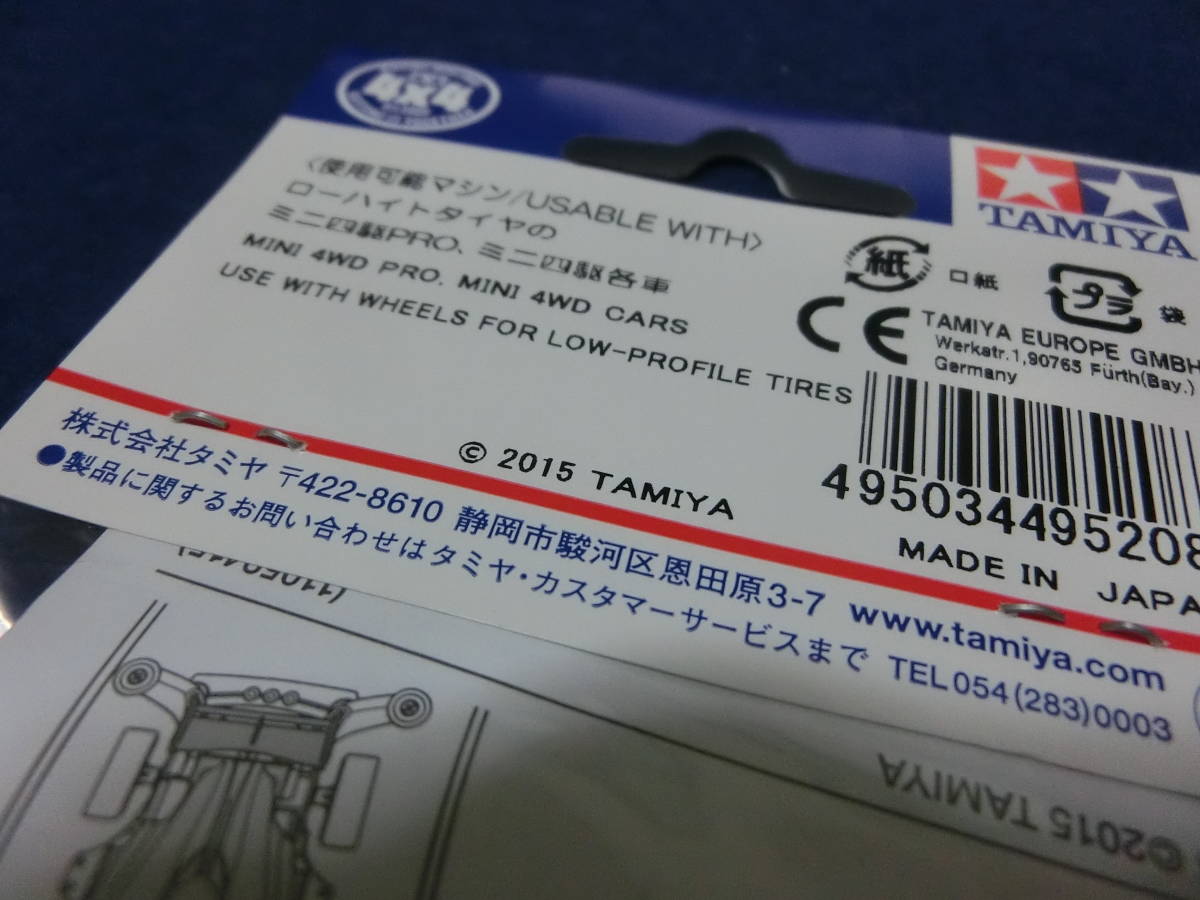 4×4
〈使用可能マシン/USABLE WITH〉
ローハイトタイヤの
ミニ四駆PRO、ミニ四駆各車
MINI 4WD PRO, MINI 4WD CARS
USE WITH WHEELS FOR LOW-PROFILE TIRES
TAMIYA
紙 口紙
プラ 袋
CE
TAMIYA EUROPE GMBH
Werkstr.1,90765 Fürth(Bay.)
Germany
© 2015 TAMIYA
495034495208
MADE IN JAPA
株式会社タミヤ 〒422-8610 静岡市駿河区恩田原3-7 www.tamiya.com
●製品に関するお問い合わせはタミヤ・カスタマーサービスまで TEL054(283)0003
©2015 TAMIYA